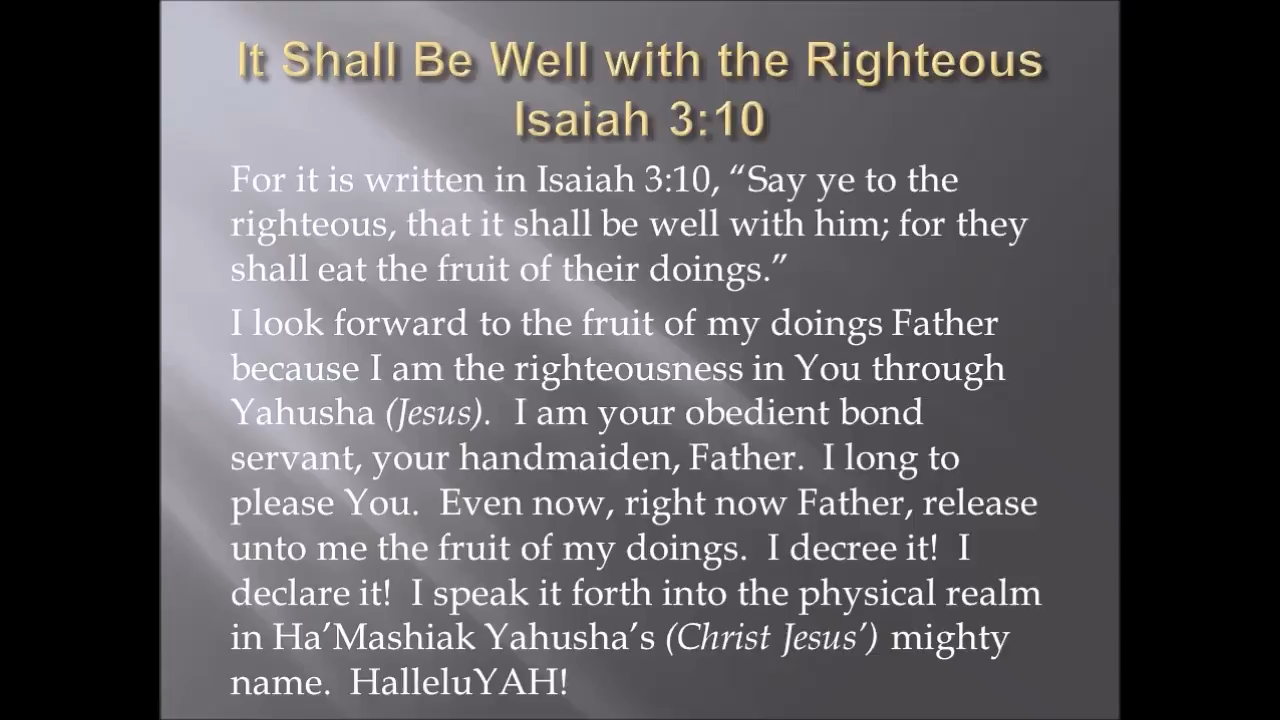 It Shall Be Well with the Righteous
Isaiah 3:10
For it is written in Isaiah 3:10, “Say ye to the
righteous, that it shall be well with him; for they
shall eat the fruit of their doings.”
I look forward to the fruit of my doings Father
because I am the righteousness in You through
Yahusha (Jesus).  I am your obedient bond
servant, your handmaiden, Father.  I long to
please You.  Even now, right now Father, release
unto me the fruit of my doings.  I decree it!  I
declare it!  I speak it forth into the physical realm
in Ha’Mashiak Yahusha’s (Christ Jesus’) mighty
name.  HalleluYAH!